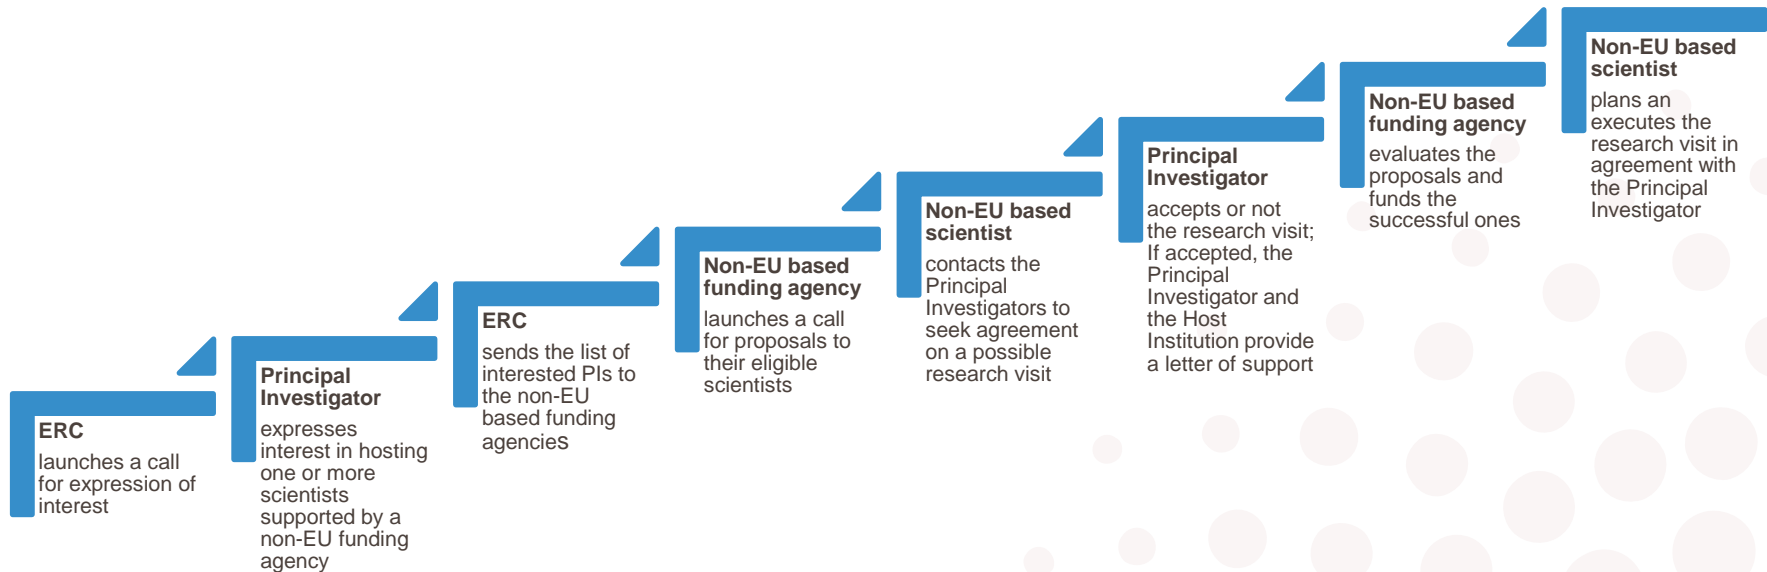 ERC
launches a call
for expression of
interest
Principal
Investigator
expresses
interest in hosting
one or more
scientists
supported by a
non-EU funding
agency
ERC
sends the list of
interested PIs to
the non-EU
based funding
agencies
Non-EU based
funding agency
launches a call
for proposals to
their eligible
scientists
Non-EU based
scientist
contacts the
Principal
Investigators to
seek agreement
on a possible
research visit
Principal
Investigator
accepts or not
the research visit;
If accepted, the
Principal
Investigator and
the Host
Institution provide
a letter of support
Non-EU based
funding agency
evaluates the
proposals and
funds the
successful ones
Non-EU based
scientist
plans an
executes the
research visit in
agreement with
the Principal
Investigator